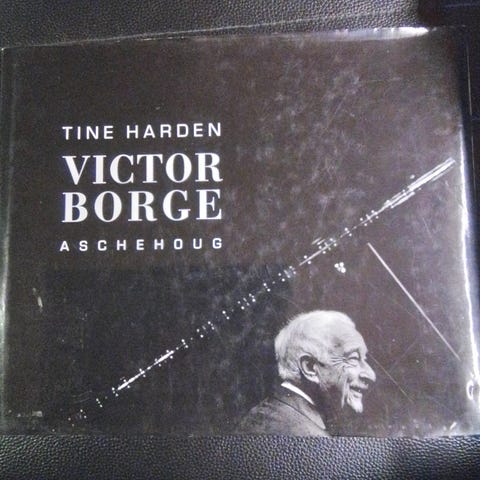 TINE HARDEN
VICTOR
BORGE
ASCHEHOUG